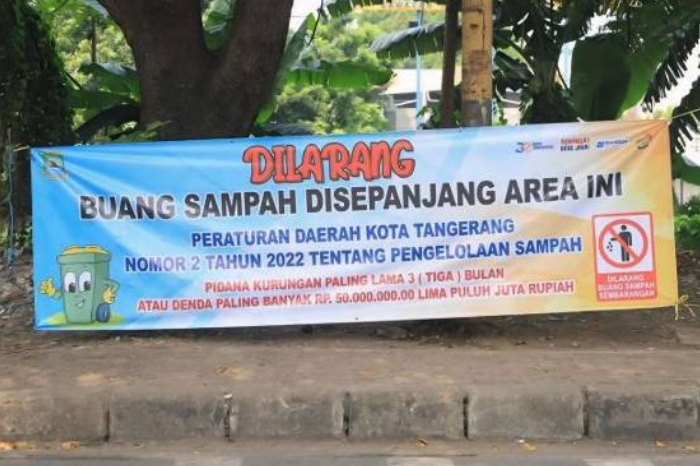 DILARANG
BUANG SAMPAH DISEPANJANG AREA INI
PERATURAN DAERAH KOTA TANGERANG
NOMOR 2 TAHUN 2022 TENTANG PENGELOLAAN SAMPAH
PIDANA KURUNGAN PALING LAMA 3 ( TIGA ) BULAN
ATAU DENDA PALING BANYAK RP. 50.000.000.00 LIMA PULUH JUTA RUPIAH
DILARANG
BUANG SAMPAH
SEMBARANGAN